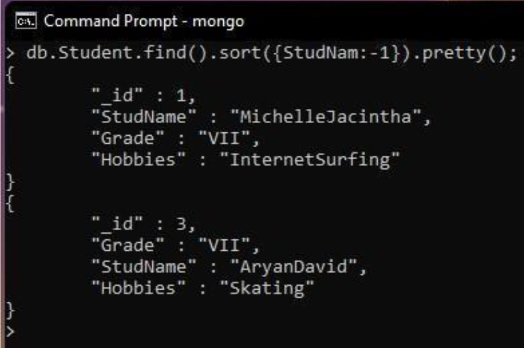 Command Prompt - mongo
> db.Student.find().sort({StudNam:-1}).pretty();
{
        "_id" : 1,
        "StudName" : "MichelleJacintha",
        "Grade" : "VII",
        "Hobbies" : "InternetSurfing"
}
{
        "_id" : 3,
        "Grade" : "VII",
        "StudName" : "AryanDavid",
        "Hobbies" : "Skating"
}
>